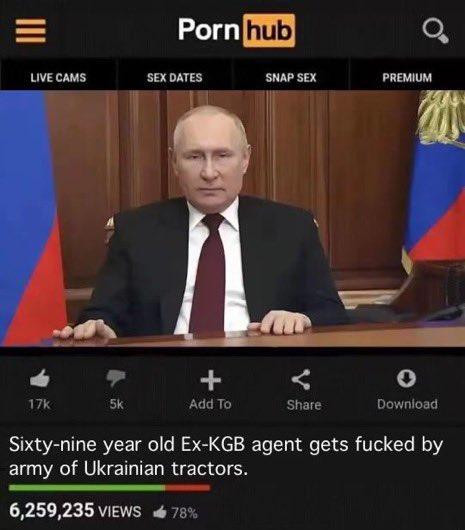 Porn hub
LIVE CAMS SEX DATES SNAP SEX PREMIUM
17k 5k Add To Share Download
Sixty-nine year old Ex-KGB agent gets fucked by
army of Ukrainian tractors.
6,259,235 VIEWS 78%